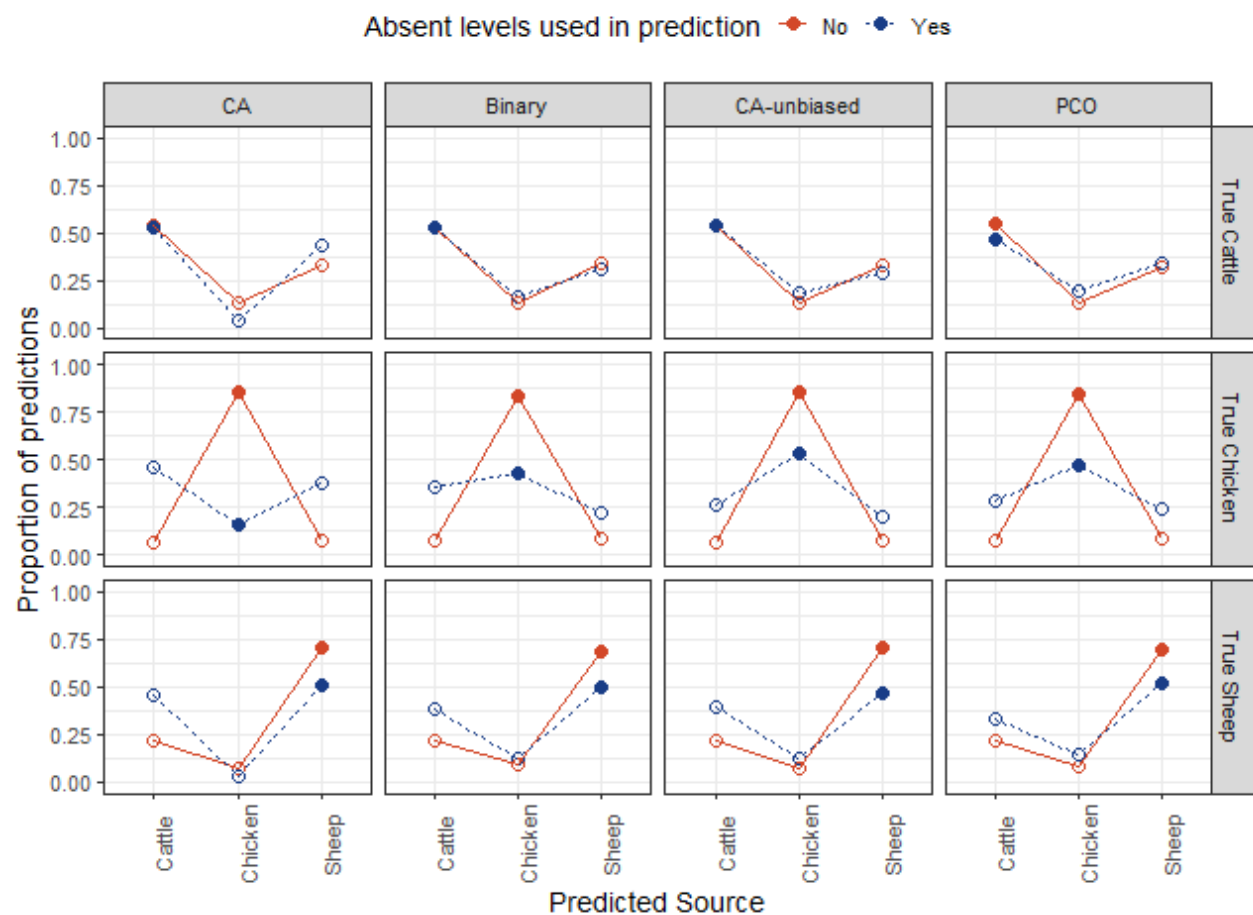 Absent levels used in prediction No Yes
CA Binary CA-unbiased PCO
1.00
0.75
0.50
0.25
0.00
True Cattle
1.00
0.75
0.50
0.25
0.00
True Chicken
1.00
0.75
0.50
0.25
0.00
True Sheep
Proportion of predictions
Cattle Chicken Sheep Cattle Chicken Sheep Cattle Chicken Sheep Cattle Chicken Sheep
Predicted Source